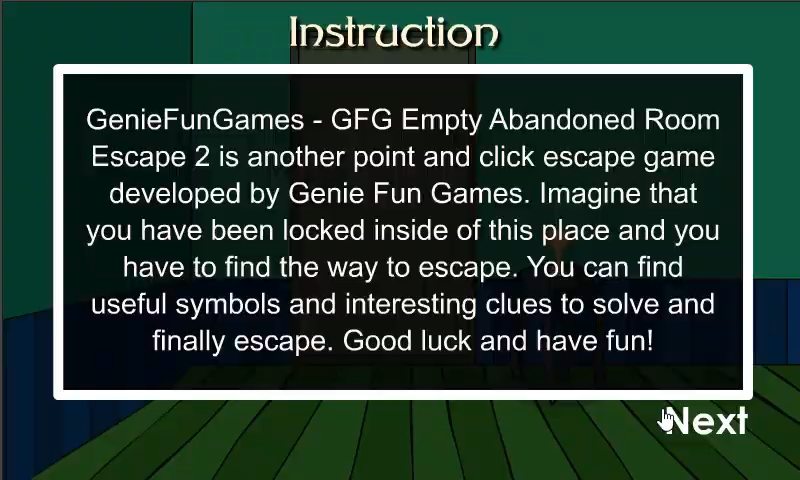 Instruction
GenieFunGames - GFG Empty Abandoned Room
Escape 2 is another point and click escape game
developed by Genie Fun Games. Imagine that
you have been locked inside of this place and you
have to find the way to escape. You can find
useful symbols and interesting clues to solve and
finally escape. Good luck and have fun!
Next